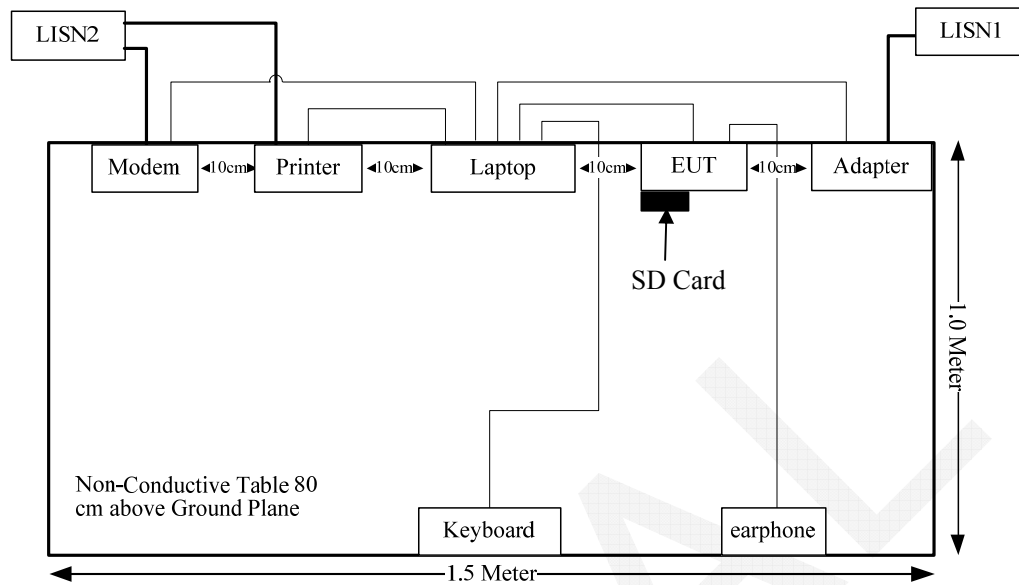 LISN2
LISN1
Modem
10cm
Printer
10cm
Laptop
10cm
EUT
10cm
Adapter
SD Card
1.0 Meter
Non-Conductive Table 80
cm above Ground Plane
Keyboard
earphone
1.5 Meter